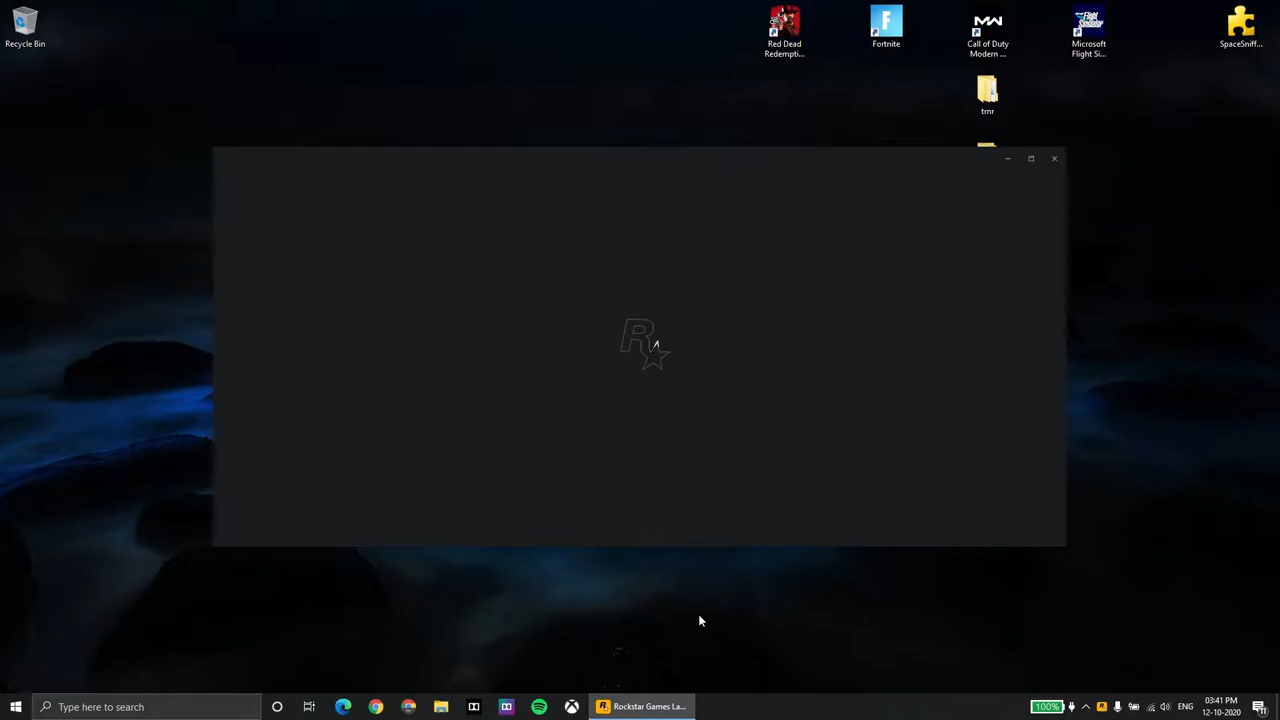 Recycle Bin
Red Dead
Redempti...
Fortnite
Call of Duty
Modern ...
Microsoft
Flight Si...
SpaceSniff...
trnr
Type here to search
Rockstar Games La...
100%
ENG
03:41 PM
12-10-2020